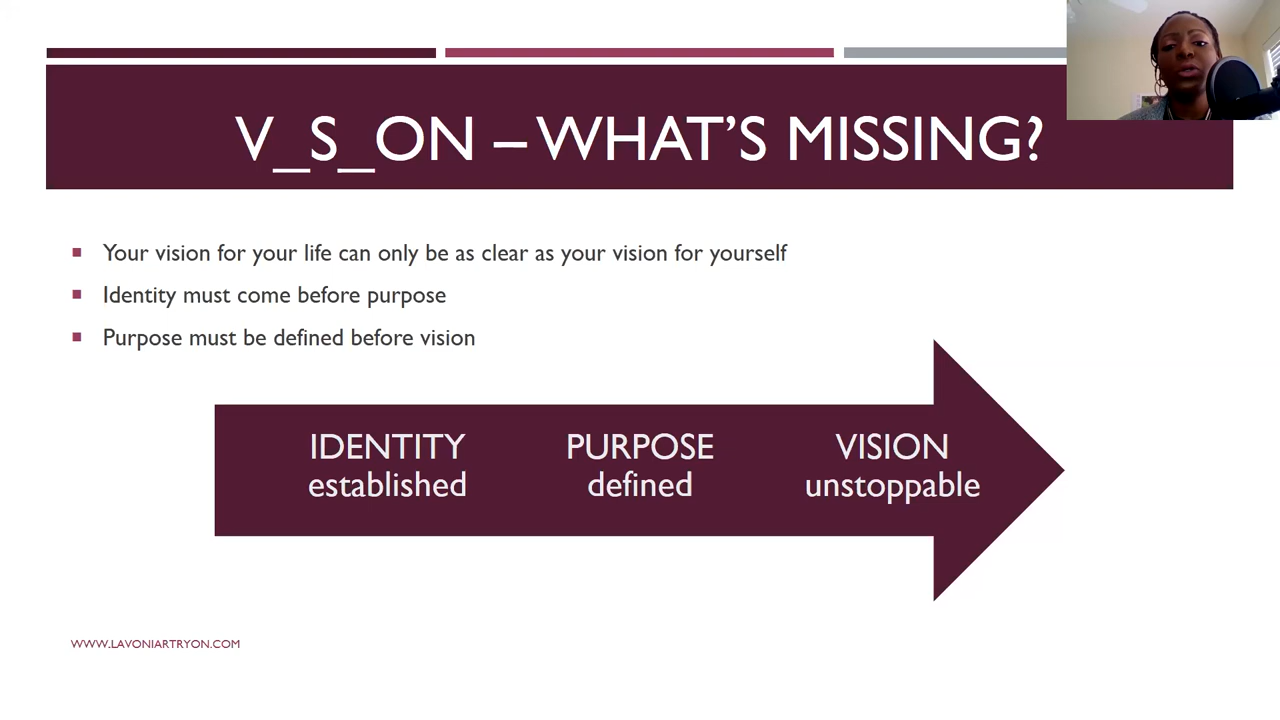 V_S_ON – WHAT'S MISSING?
Your vision for your life can only be as clear as your vision for yourself
Identity must come before purpose
Purpose must be defined before vision
IDENTITY established
PURPOSE defined
VISION unstoppable
WWW.LAVONIARTRYON.COM